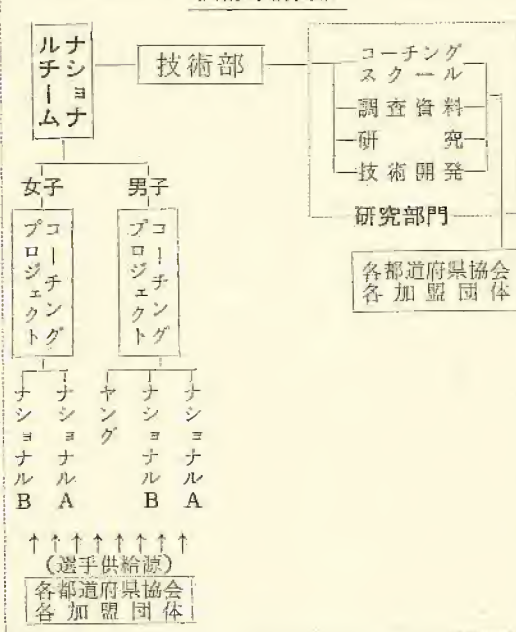 ナショナルチーム
技術部
コーチングスクール
調査資料
研究
技術開発
研究部門
各都道府県協会
各加盟団体
女子
男子
コーチングプロジェクト
コーチングプロジェクト
ナショナルB
ナショナルA
ヤング
ナショナルB
ナショナルA
↑↑↑↑↑↑↑↑
(選手供給源)
各都道府県協会
各加盟団体